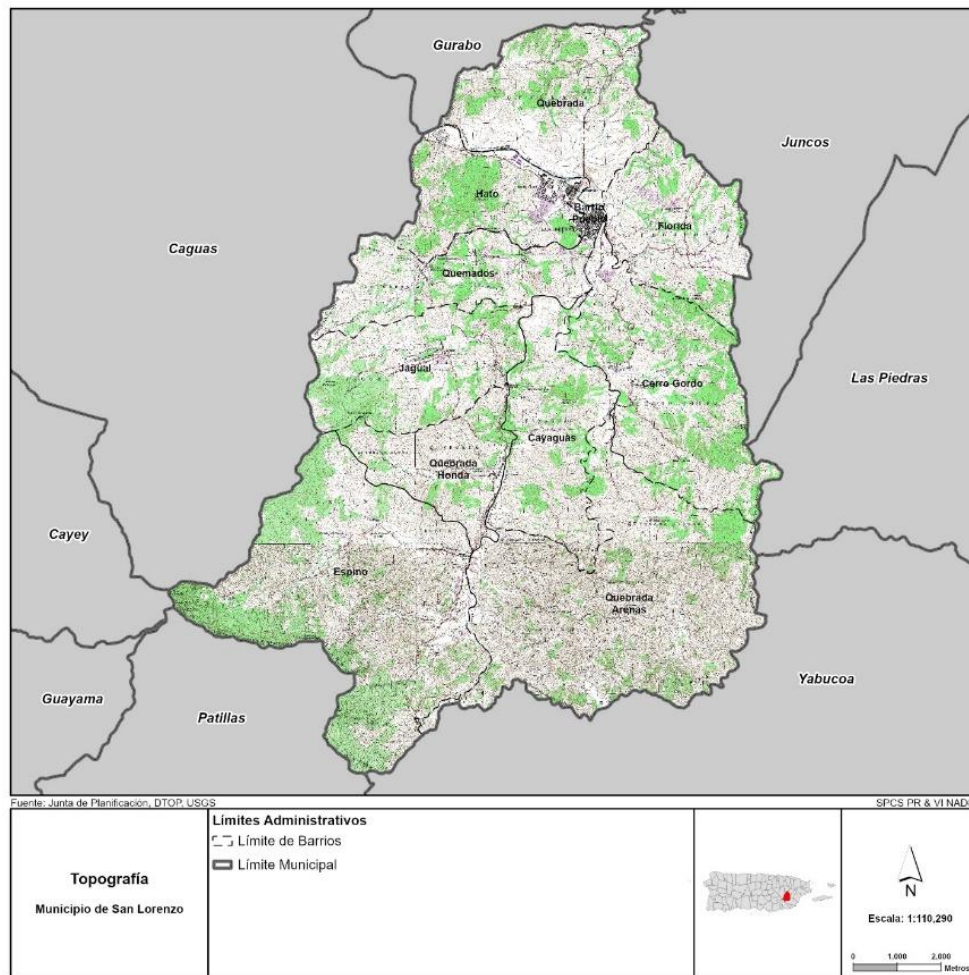 Gurabo
Quebrada
Juncos
Hato
Barrio
Pueblo
Florida
Caguas
Quemados
Jagual
Las Piedras
Cerro Gordo
Cayaguas
Quebrada
Honda
Cayey
Espino
Quebrada
Arenas
Yabucoa
Guayama
Patillas
Fuente: Junta de Planificación, DTOP, USGS
SPCS PR & VI NAD
Topografía
Municipio de San Lorenzo
Límites Administrativos
Límite de Barrios
Límite Municipal
N
Escala: 1:110,290
0 1,000 2,000
Metros